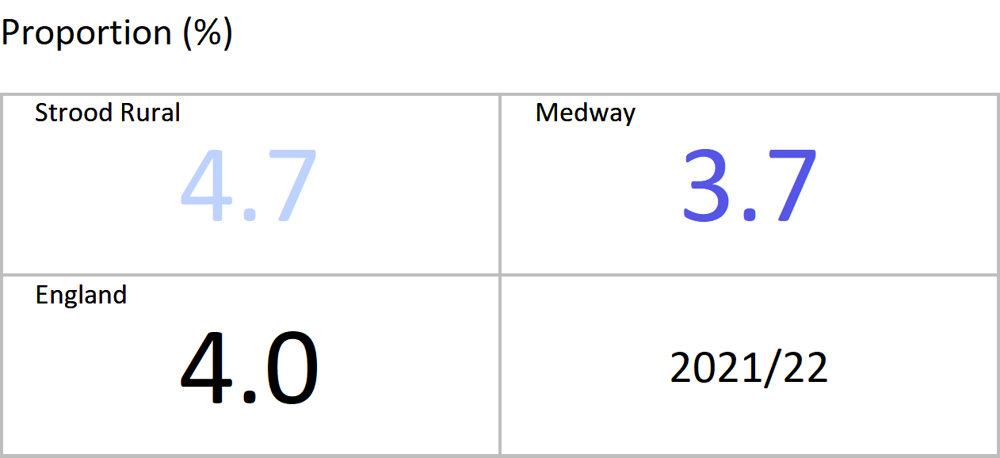 Proportion (%)
Strood Rural
4.7
Medway
3.7
England
4.0
2021/22